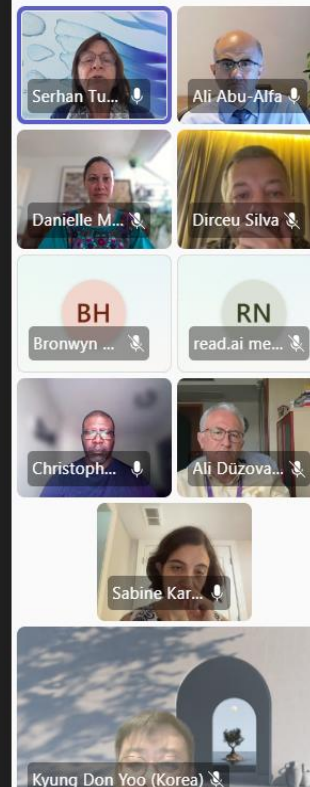 Serhan Tu...
Ali Abu-Alfa
Danielle M...
Dirceu Silva
BH
Bronwyn ...
RN
read.ai me...
Christoph...
Ali Düzova...
Sabine Kar...
Kyung Don Yoo (Korea)